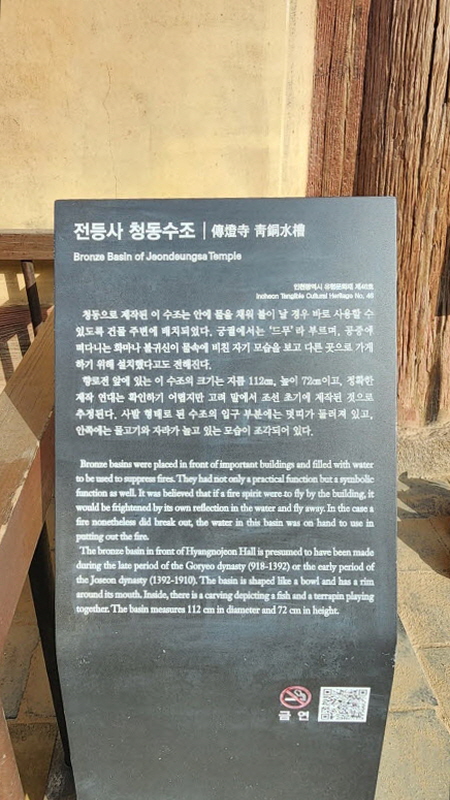 전등사 청동수조 | 傳燈寺 靑銅水槽
Bronze Basin of Jeondeungsa Temple
인천광역시 유형문화재 제46호
Incheon Tangible Cultural Heritage No. 46
청동으로 제작된 이 수조는 안에 물을 채워 불이 날 경우 바로 사용할 수
있도록 건물 주변에 배치되었다. 궁궐에서는 '드무'라 부르며, 공중에
떠다니는 화마나 불귀신이 물속에 비친 자기 모습을 보고 다른 곳으로 가게
하기 위해 설치했다고도 전해진다.
향로전 앞에 있는 이 수조의 크기는 지름 112cm, 높이 72cm이고, 정확한
제작 연대는 확인하기 어렵지만 고려 말에서 조선 초기에 제작된 것으로
추정된다. 사발 형태로 된 수조의 입구 부분에는 덧띠가 둘러져 있고,
안쪽에는 물고기와 자라가 놀고 있는 모습이 조각되어 있다.
Bronze basins were placed in front of important buildings and filled with water
to be used to suppress fires. They had not only a practical function but a symbolic
function as well. It was believed that if a fire spirit were to fly by the building, it
would be frightened by its own reflection in the water and fly away. In the case a
fire nonetheless did break out, the water in this basin was on hand to use in
putting out the fire.
The bronze basin in front of Hyangnojeon Hall is presumed to have been made
during the late period of the Goryeo dynasty (918-1392) or the early period of
the Joseon dynasty (1392-1910). The basin is shaped like a bowl and has a rim
around its mouth. Inside, there is a carving depicting a fish and a terrapin playing
together. The basin measures 112 cm in diameter and 72 cm in height.
금 연